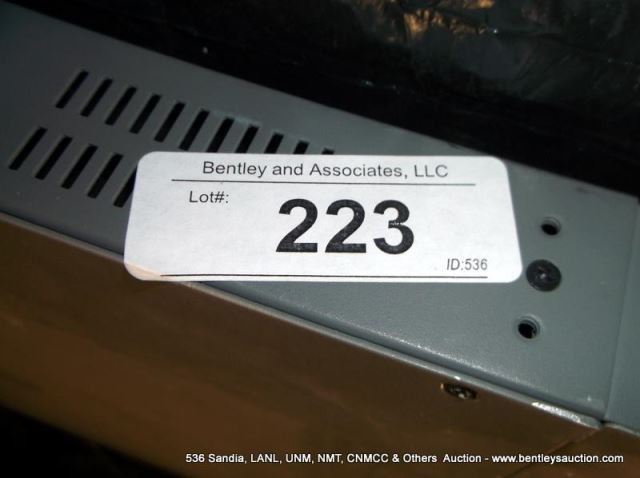 Bentley and Associates, LLC
Lot#:
223
ID:536
536 Sandia, LANL, UNM, NMT, CNMCC & Others Auction - www.bentleysauction.com